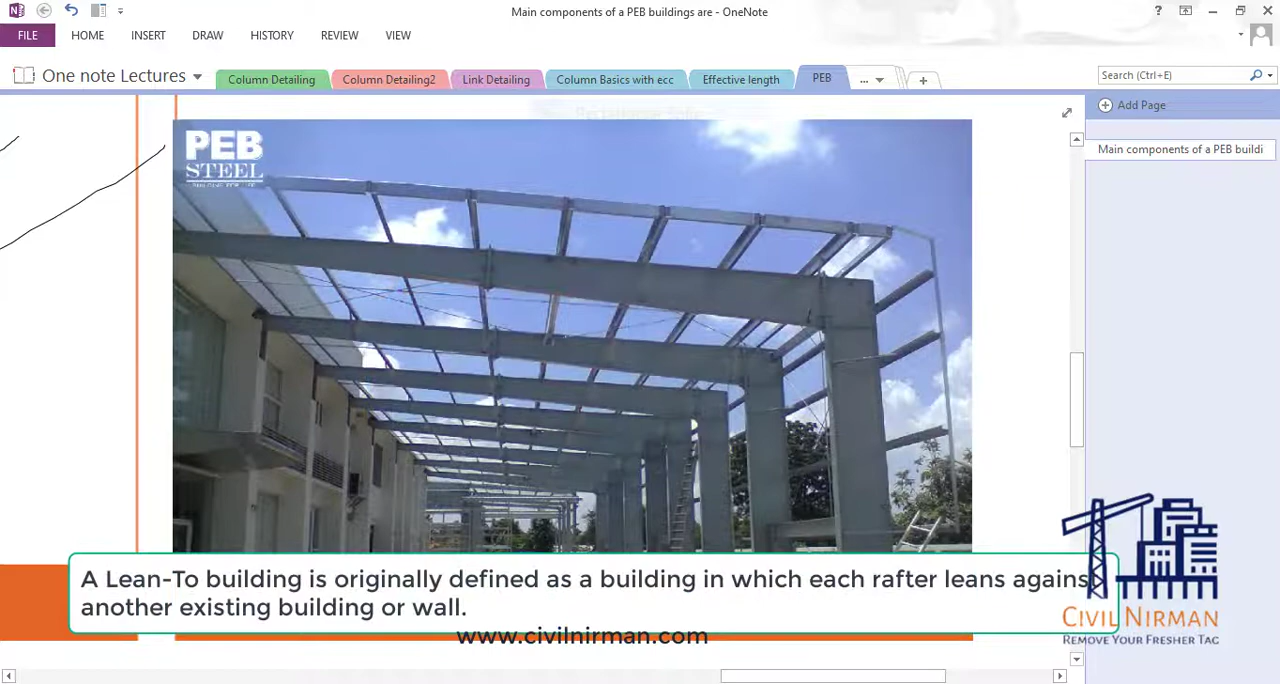 Main components of a PEB buildings are - OneNote
FILE HOME INSERT DRAW HISTORY REVIEW VIEW
One note Lectures
Column Detailing Column Detailing2 Link Detailing Column Basics with ecc Effective length PEB ...
Search (Ctrl+E)
Add Page
Main components of a PEB buildi
PEB
STEEL
A Lean-To building is originally defined as a building in which each rafter leans against
another existing building or wall.
www.civilnirman.com
CIVIL NIRMAN
REMOVE YOUR FRESHER TAG